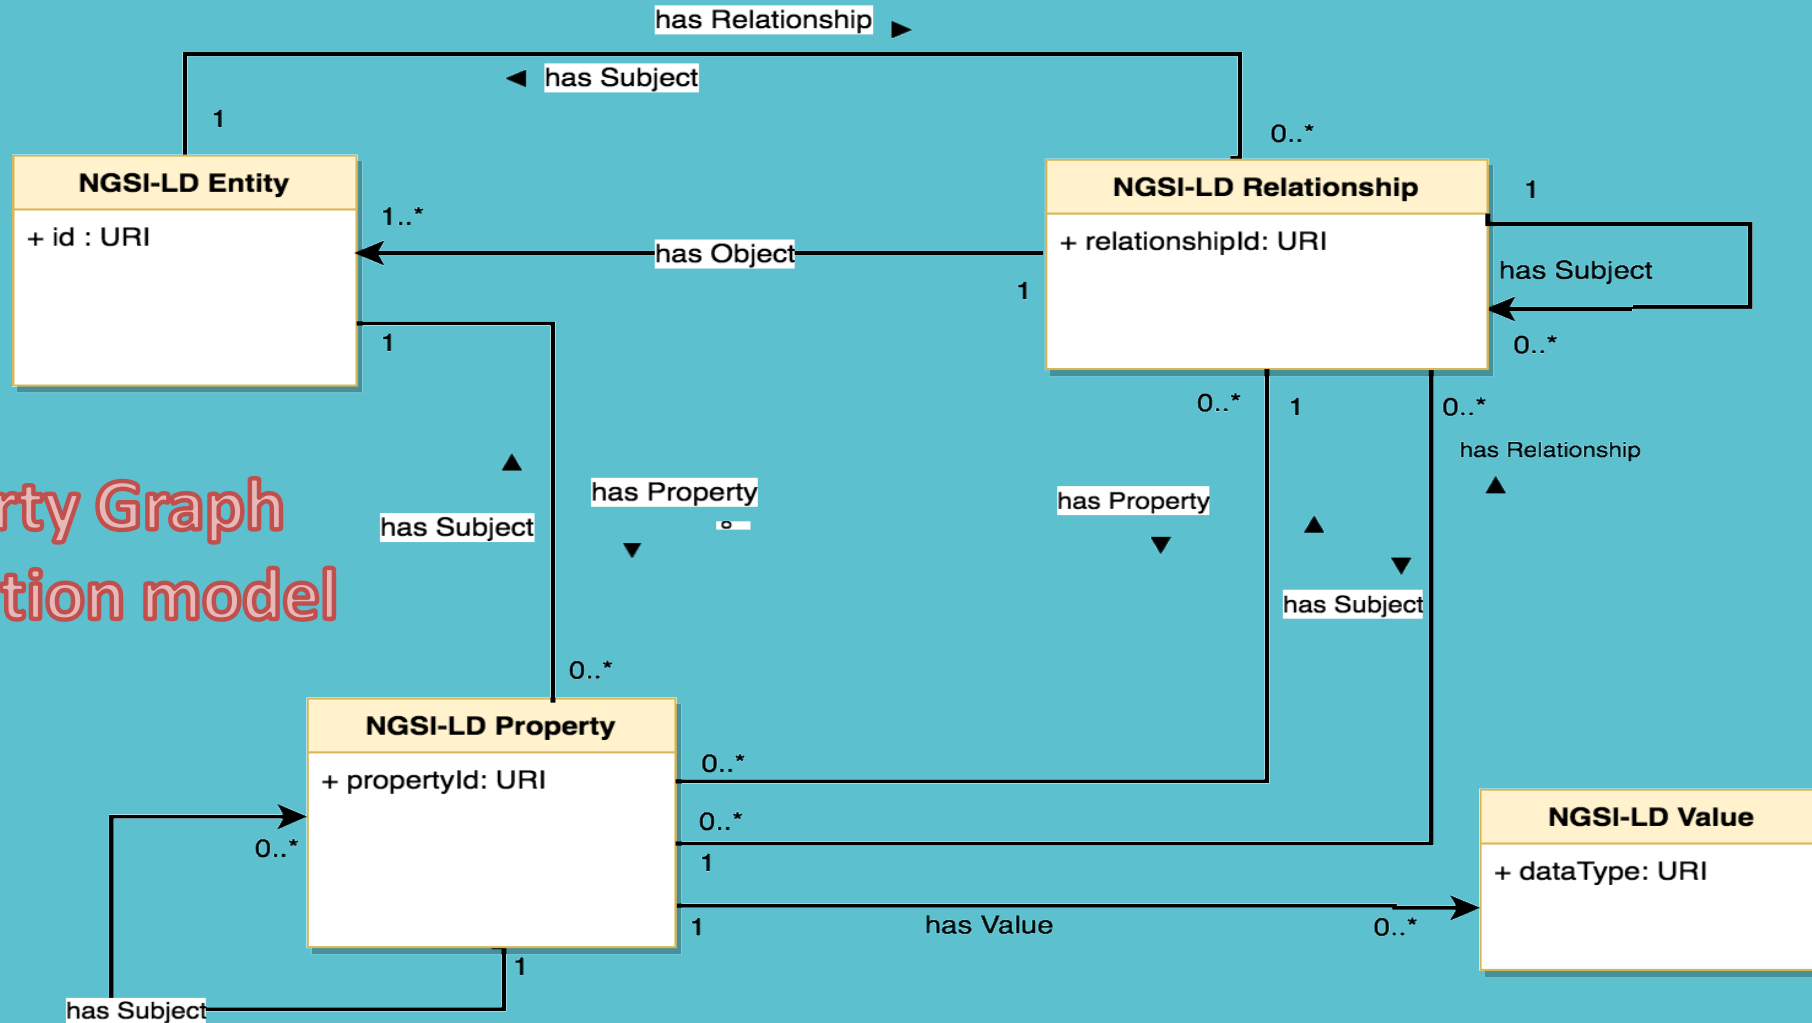 has Relationship
has Subject
1
0..*
NGSI-LD Entity
+ id : URI
1..*
has Object
1
NGSI-LD Relationship
+ relationshipId: URI
1
has Subject
0..*
1
0..*
1
0..*
has Relationship
has Property
has Subject
has Property
has Subject
rty Graph
tion model
0..*
NGSI-LD Property
+ propertyId: URI
0..*
0..*
1
0..*
1
has Value
0..*
NGSI-LD Value
+ dataType: URI
1
has Subject